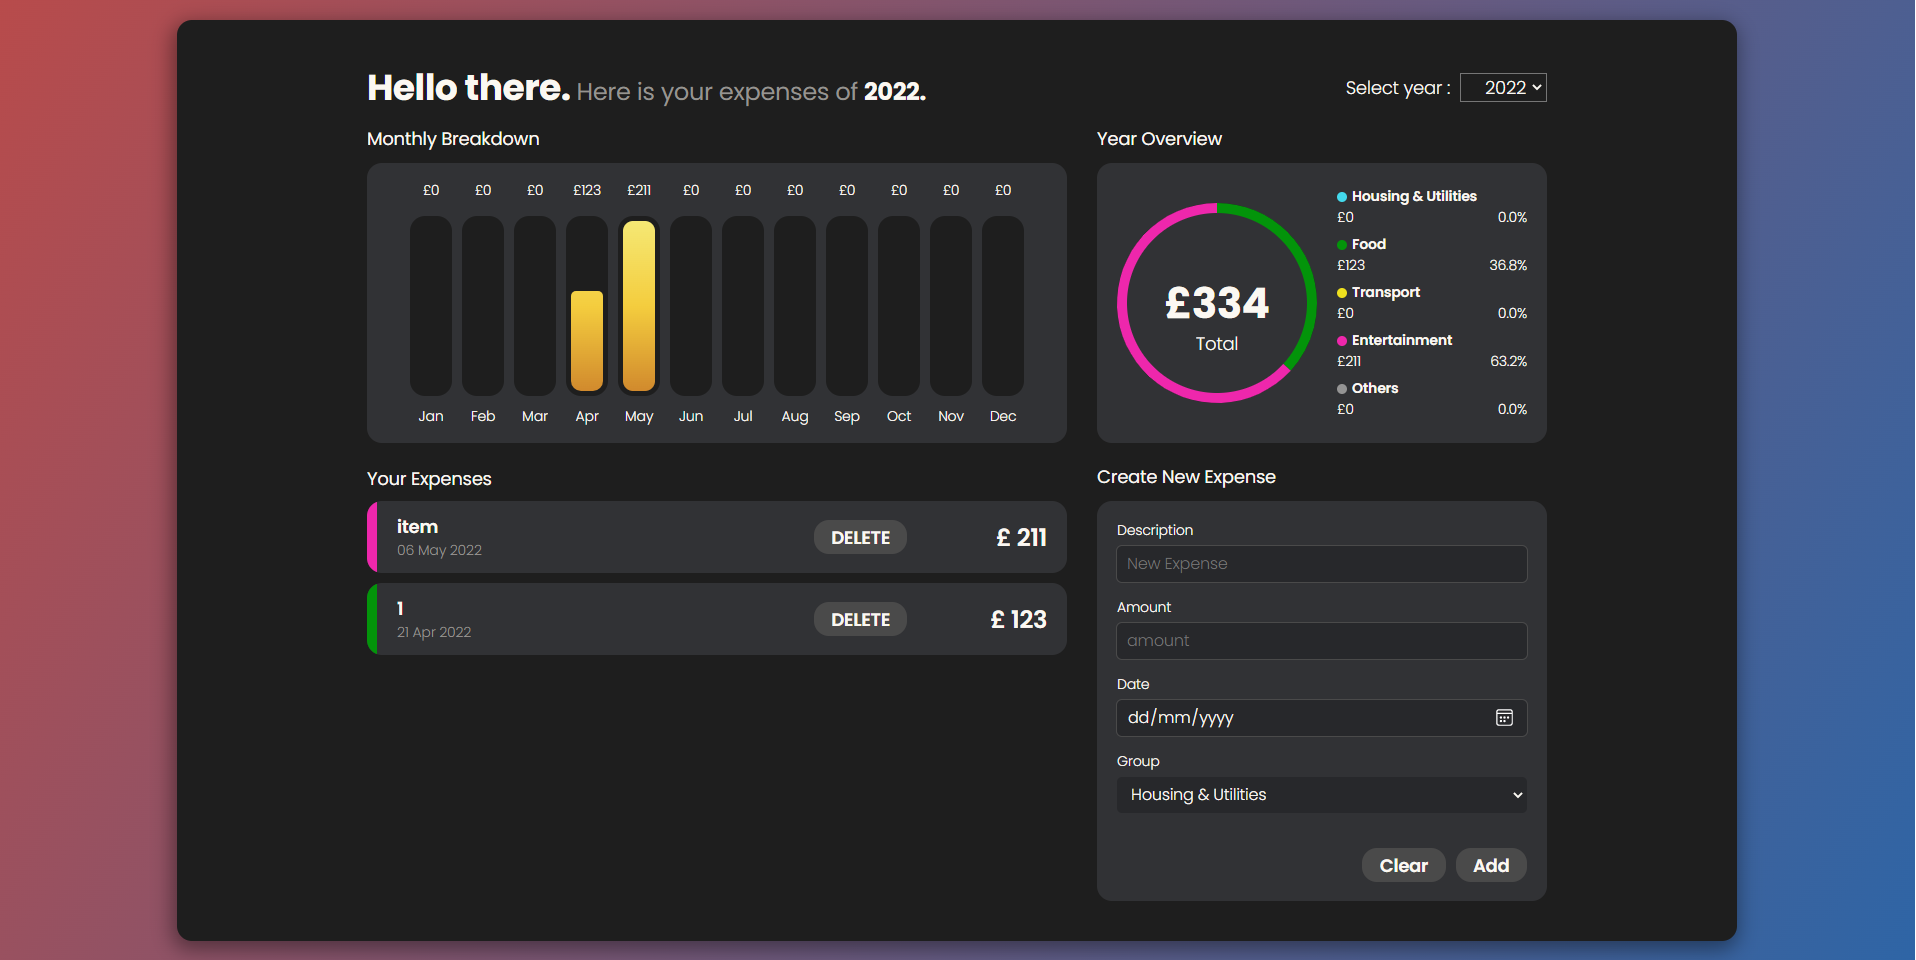 Hello there. Here is your expenses of 2022.
Select year : 2022
Monthly Breakdown
£0 £0 £0 £123 £211 £0 £0 £0 £0 £0 £0 £0
Jan Feb Mar Apr May Jun Jul Aug Sep Oct Nov Dec
Year Overview
£334
Total
Housing & Utilities
£0 0.0%
Food
£123 36.8%
Transport
£0 0.0%
Entertainment
£211 63.2%
Others
£0 0.0%
Your Expenses
item
06 May 2022
DELETE
£ 211
1
21 Apr 2022
DELETE
£ 123
Create New Expense
Description
New Expense
Amount
amount
Date
dd/mm/yyyy
Group
Housing & Utilities
Clear Add